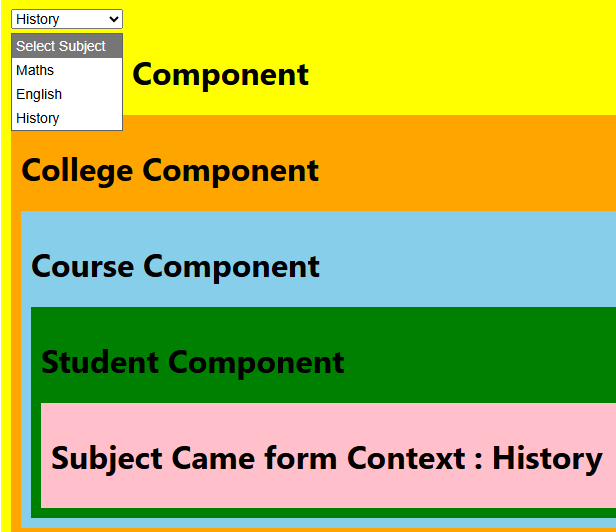 History
Select Subject
Maths
English
History
Component
College Component
Course Component
Student Component
Subject Came form Context : History